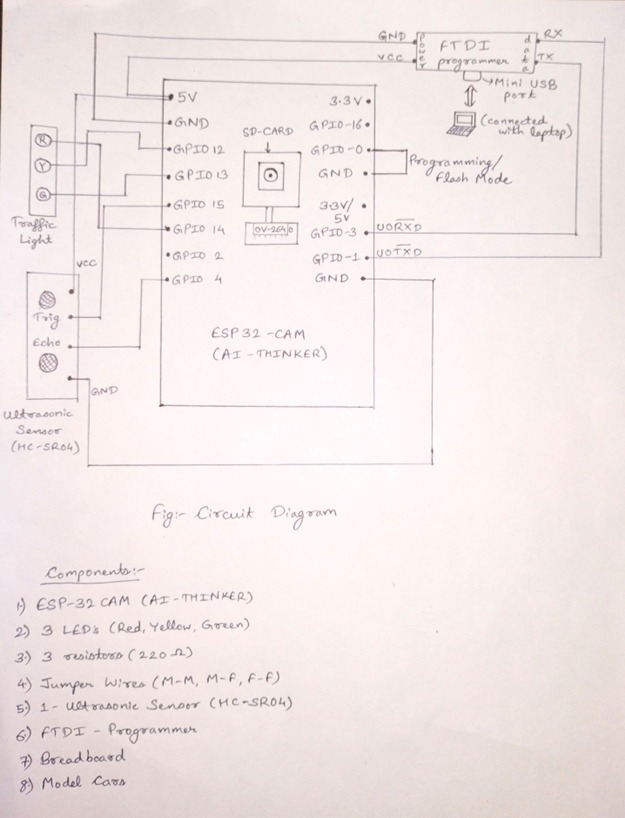 GND
VCC
Power
FTDI
programmer
data
RX
TX
Mini USB
port
(connected
with laptop)
5V
GND
GPIO 12
GPIO 13
GPIO 15
GPIO 14
GPIO 2
GPIO 4
SD-CARD
OV-2640
3.3V
GPIO-16
GPIO-0
GND
3.3V/
5V
GPIO-3
GPIO-1
GND
Programming/
Flash Mode
UORXD
UOTXD
R
Y
G
Traffic
Light
VCC
Trig
Echo
GND
Ultrasonic
Sensor
(HC-SR04)
ESP32-CAM
(AI-THINKER)
Fig:- Circuit Diagram
Components:-
1) ESP-32 CAM (AI-THINKER)
2) 3 LED's (Red, Yellow, Green)
3) 3 resistors (220 Ω)
4) Jumper Wires (M-M, M-F, F-F)
5) 1- Ultrasonic Sensor (HC-SR04)
6) FTDI - Programmer
7) Breadboard
8) Model Cars